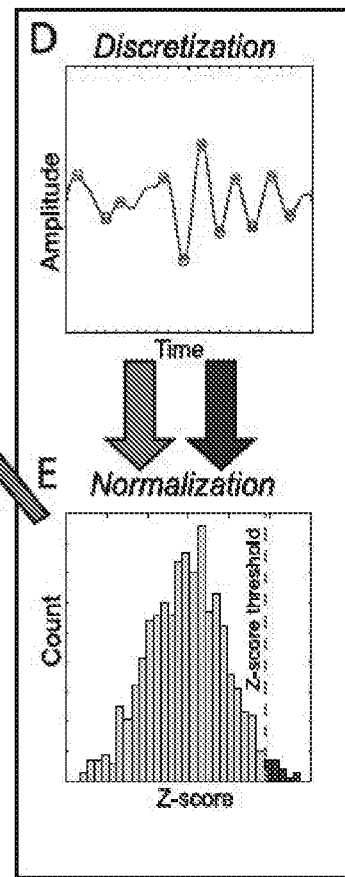 D
Discretization
Amplitude
Time
E
Normalization
Count
Z-score threshold
Z-score